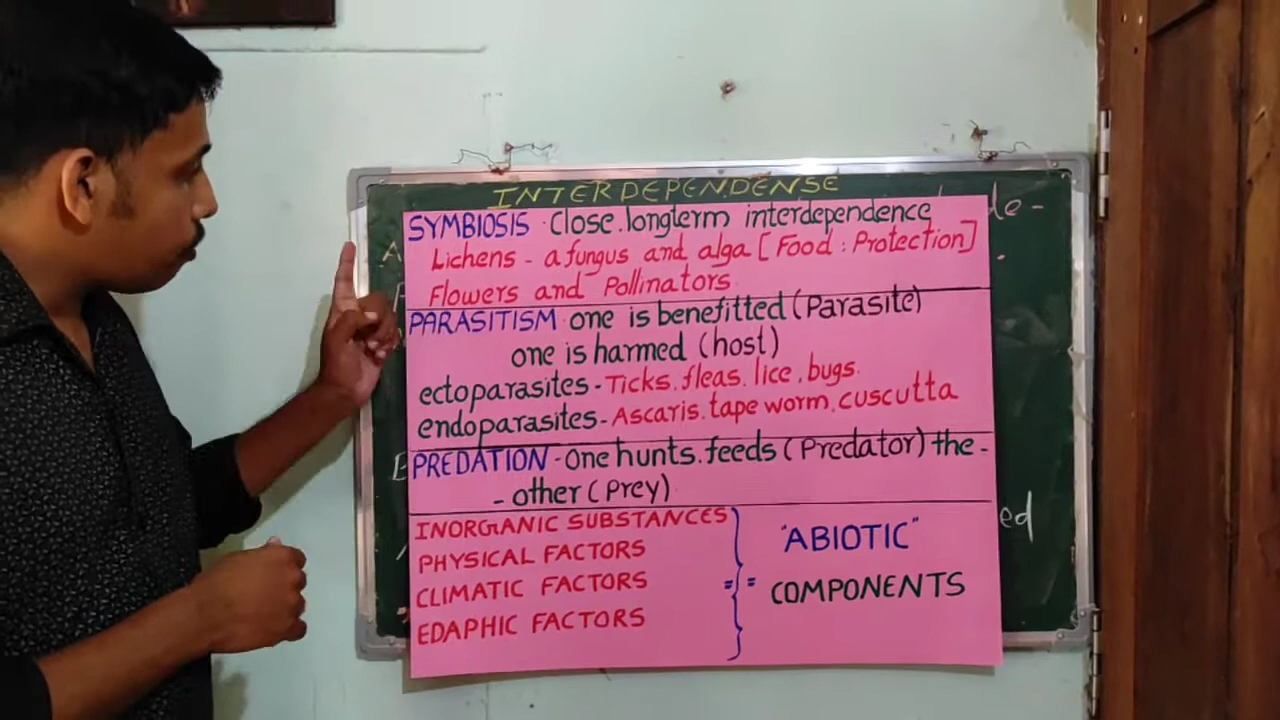 INTERDEPENDENSE
SYMBIOSIS - Close.longterm interdependence
Lichens - a fungus and alga [Food : Protection]
Flowers and Pollinators
PARASITISM one is benefitted (Parasite)
one is harmed (host)
ectoparasites - Ticks.fleas.lice.bugs.
endoparasites - Ascaris.tape worm.cuscutta
PREDATION - One hunts.feeds (Predator) the -
- other (Prey)
INORGANIC SUBSTANCES
PHYSICAL FACTORS
CLIMATIC FACTORS
EDAPHIC FACTORS
= = "ABIOTIC"
COMPONENTS
de -
ed